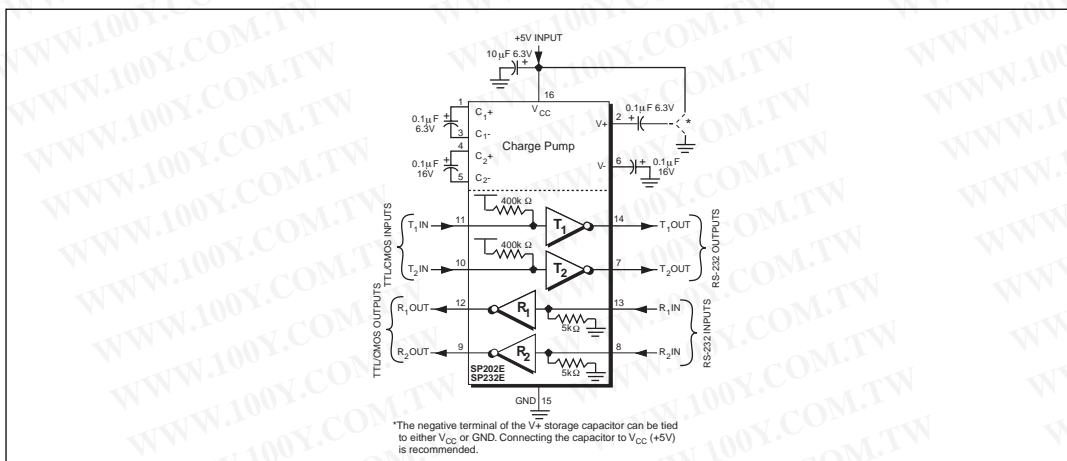 +5V INPUT
10 µF 6.3V
+
16
VCC
1
C1+
0.1µF
6.3V
+
3
C1-
4
C2+
0.1µF
16V
+
5
C2-
Charge Pump
V+
2
+
0.1µF 6.3V
*
V-
6
+
0.1µF
16V
TTL/CMOS INPUTS
T1IN
11
400k Ω
T1
14
T1OUT
T2IN
10
400k Ω
T2
7
T2OUT
RS-232 OUTPUTS
TTL/CMOS OUTPUTS
R1OUT
12
R1
5kΩ
13
R1IN
R2OUT
9
R2
5kΩ
8
R2IN
RS-232 INPUTS
SP202E
SP232E
GND
15
*The negative terminal of the V+ storage capacitor can be tied
to either VCC or GND. Connecting the capacitor to VCC (+5V)
is recommended.
WWW.100Y.COM.TW